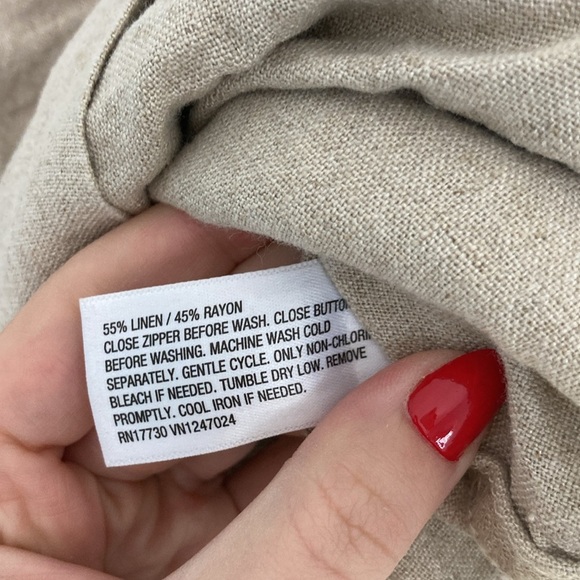 55% LINEN / 45% RAYON
CLOSE ZIPPER BEFORE WASH. CLOSE BUTTO
BEFORE WASHING. MACHINE WASH COLD
SEPARATELY. GENTLE CYCLE. ONLY NON-CHLORI
BLEACH IF NEEDED. TUMBLE DRY LOW. REMOVE
PROMPTLY. COOL IRON IF NEEDED.
RN17730 VN1247024